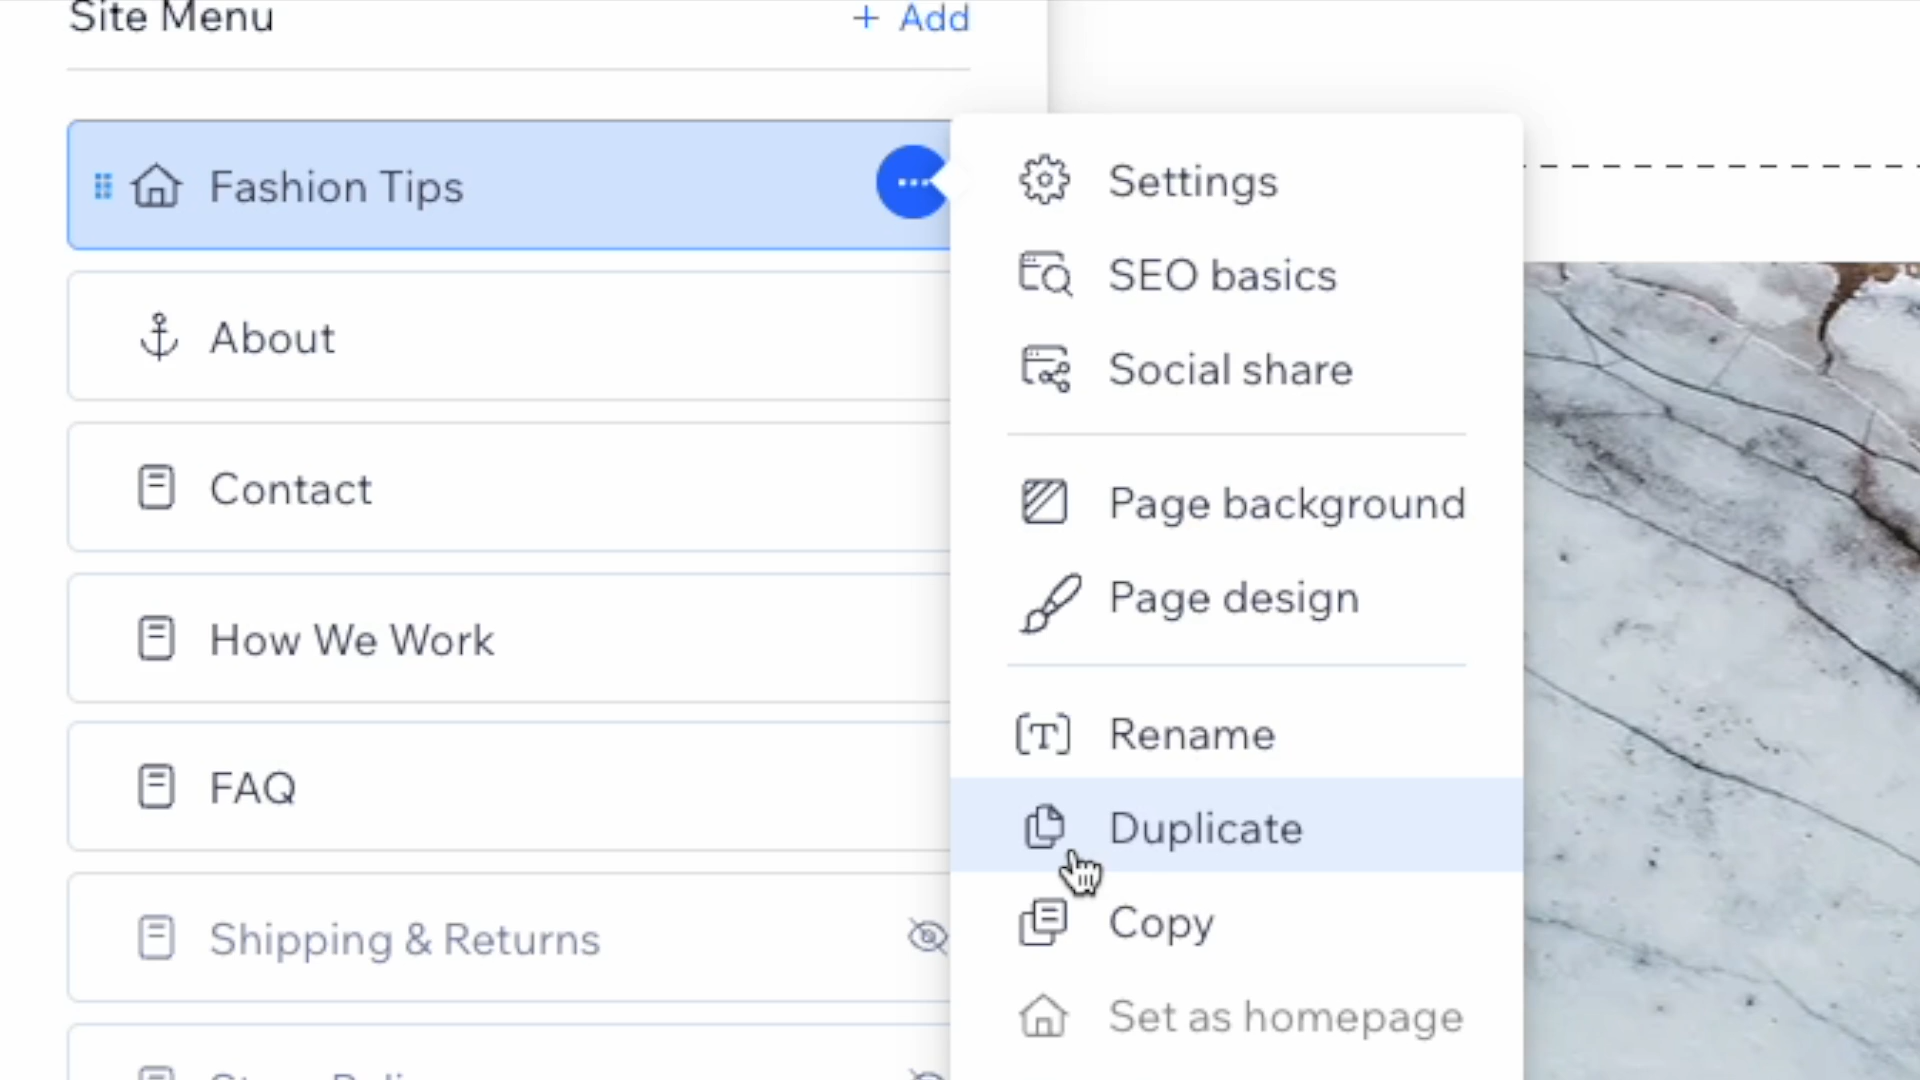 Site Menu
+ Add
Fashion Tips
About
Contact
How We Work
FAQ
Shipping & Returns
Settings
SEO basics
Social share
Page background
Page design
Rename
Duplicate
Copy
Set as homepage